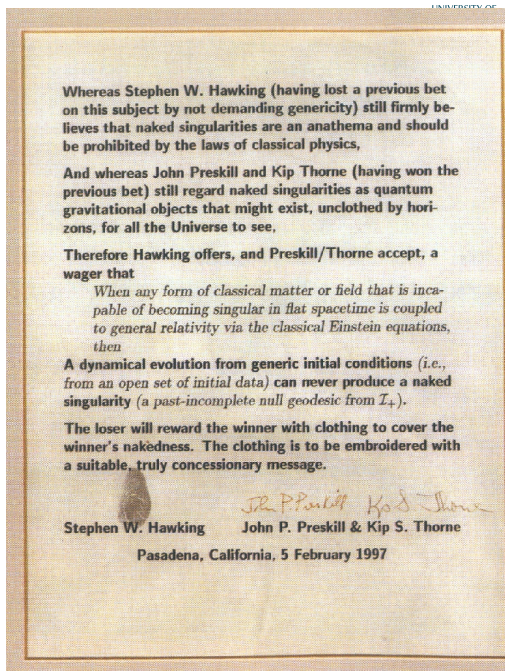 UNIVERSITY OF
Whereas Stephen W. Hawking (having lost a previous bet
on this subject by not demanding genericity) still firmly be-
lieves that naked singularities are an anathema and should
be prohibited by the laws of classical physics,
And whereas John Preskill and Kip Thorne (having won the
previous bet) still regard naked singularities as quantum
gravitational objects that might exist, unclothed by hori-
zons, for all the Universe to see,
Therefore Hawking offers, and Preskill/Thorne accept, a
wager that
When any form of classical matter or field that is inca-
pable of becoming singular in flat spacetime is coupled
to general relativity via the classical Einstein equations,
then
A dynamical evolution from generic initial conditions (i.e.,
from an open set of initial data) can never produce a naked
singularity (a past-incomplete null geodesic from I₊).
The loser will reward the winner with clothing to cover the
winner's nakedness. The clothing is to be embroidered with
a suitable, truly concessionary message.
John P Preskill Kip S. Thorne
Stephen W. Hawking John P. Preskill & Kip S. Thorne
Pasadena, California, 5 February 1997